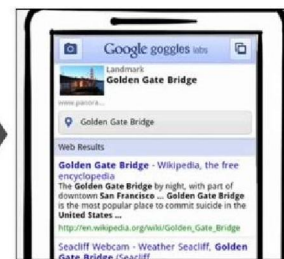 Google goggles labs
Landmark
Golden Gate Bridge
www.panora...
Golden Gate Bridge
Web Results
Golden Gate Bridge - Wikipedia, the free
encyclopedia
The Golden Gate Bridge by night, with part of
downtown San Francisco ... Golden Gate Bridge
is the most popular place to commit suicide in the
United States ...
http://en.wikipedia.org/wiki/Golden_Gate_Bridge
Seacliff Webcam - Weather Seacliff, Golden
Gate Bridge (Seacliff